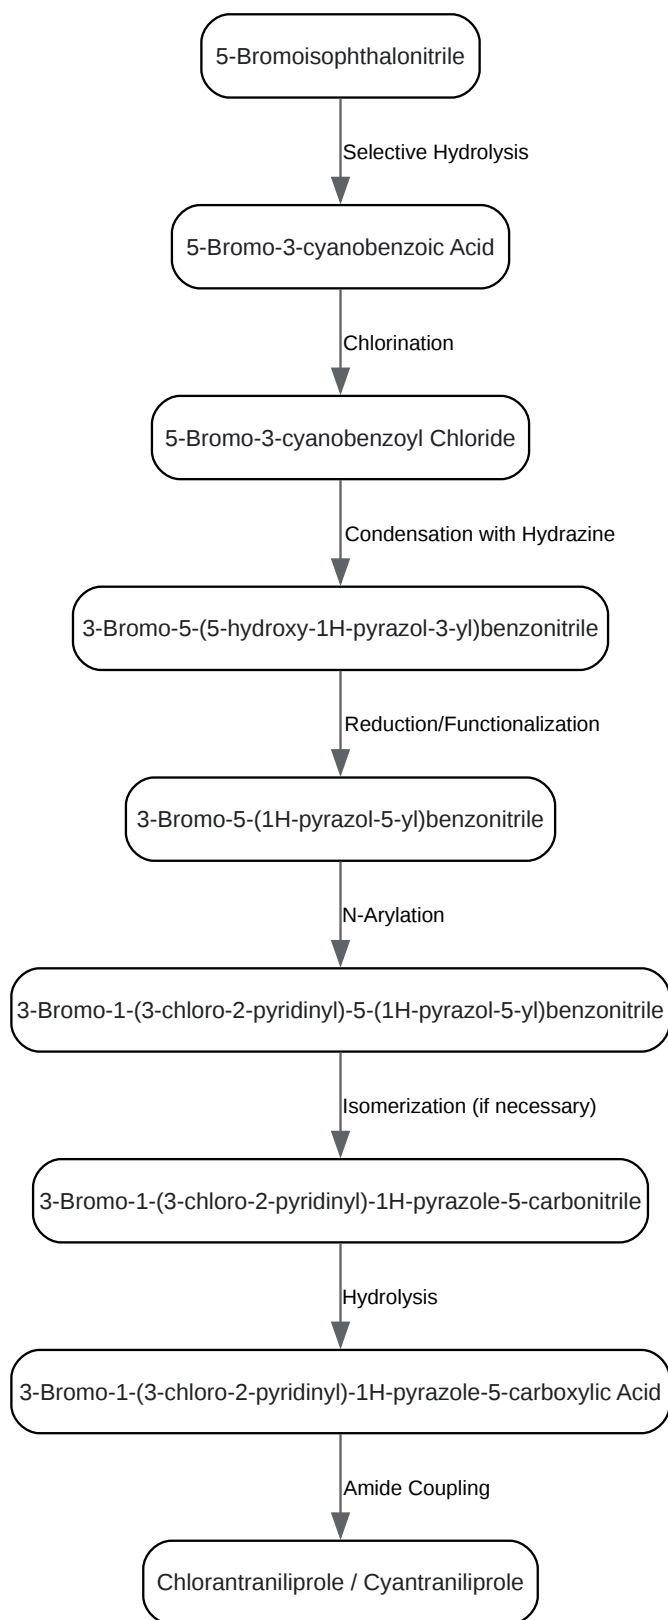 5-Bromoisophthalonitrile
Selective Hydrolysis
5-Bromo-3-cyanobenzoic Acid
Chlorination
5-Bromo-3-cyanobenzoyl Chloride
Condensation with Hydrazine
3-Bromo-5-(5-hydroxy-1H-pyrazol-3-yl)benzonitrile
Reduction/Functionalization
3-Bromo-5-(1H-pyrazol-5-yl)benzonitrile
N-Arylation
3-Bromo-1-(3-chloro-2-pyridinyl)-5-(1H-pyrazol-5-yl)benzonitrile
Isomerization (if necessary)
3-Bromo-1-(3-chloro-2-pyridinyl)-1H-pyrazole-5-carbonitrile
Hydrolysis
3-Bromo-1-(3-chloro-2-pyridinyl)-1H-pyrazole-5-carboxylic Acid
Amide Coupling
Chlorantraniliprole / Cyantraniliprole